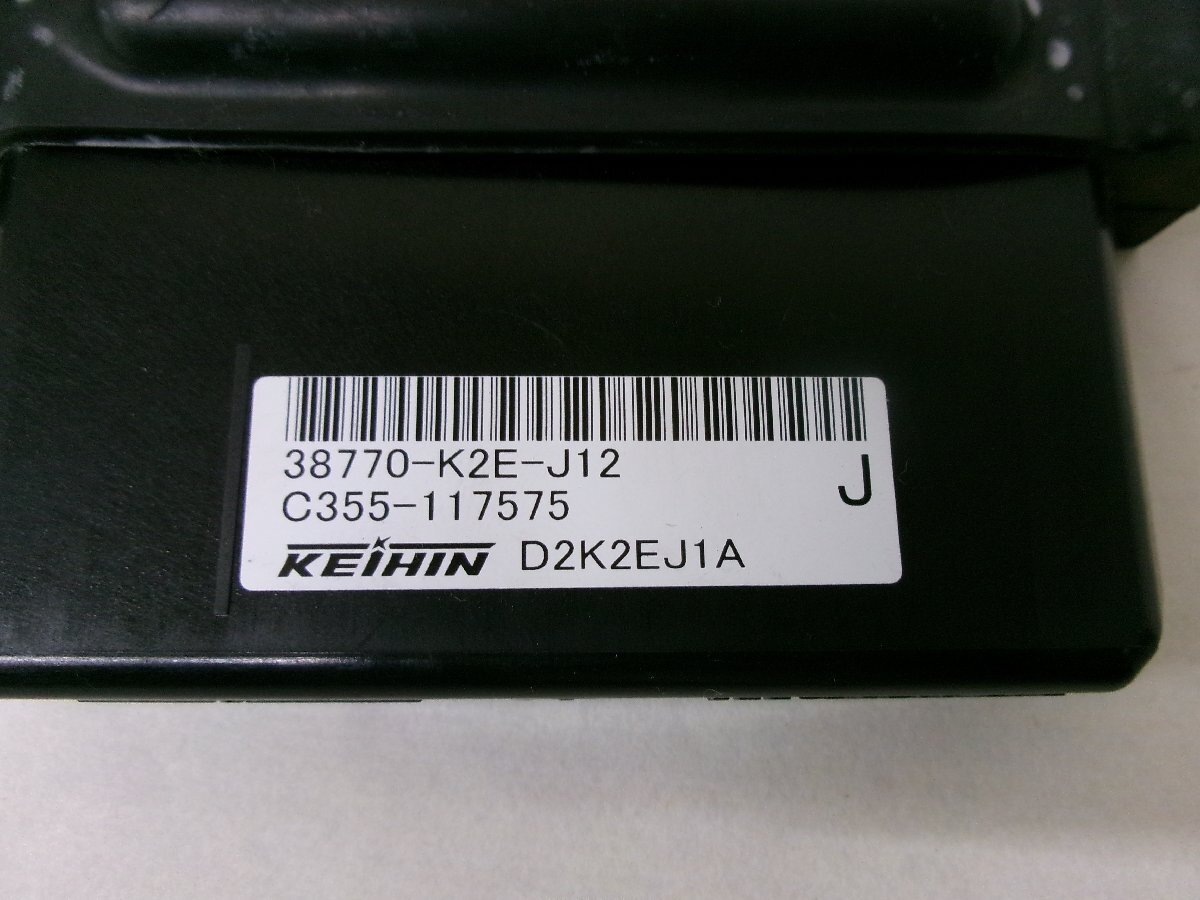 38770-K2E-J12
C355-117575
J
KEIHIN D2K2EJ1A